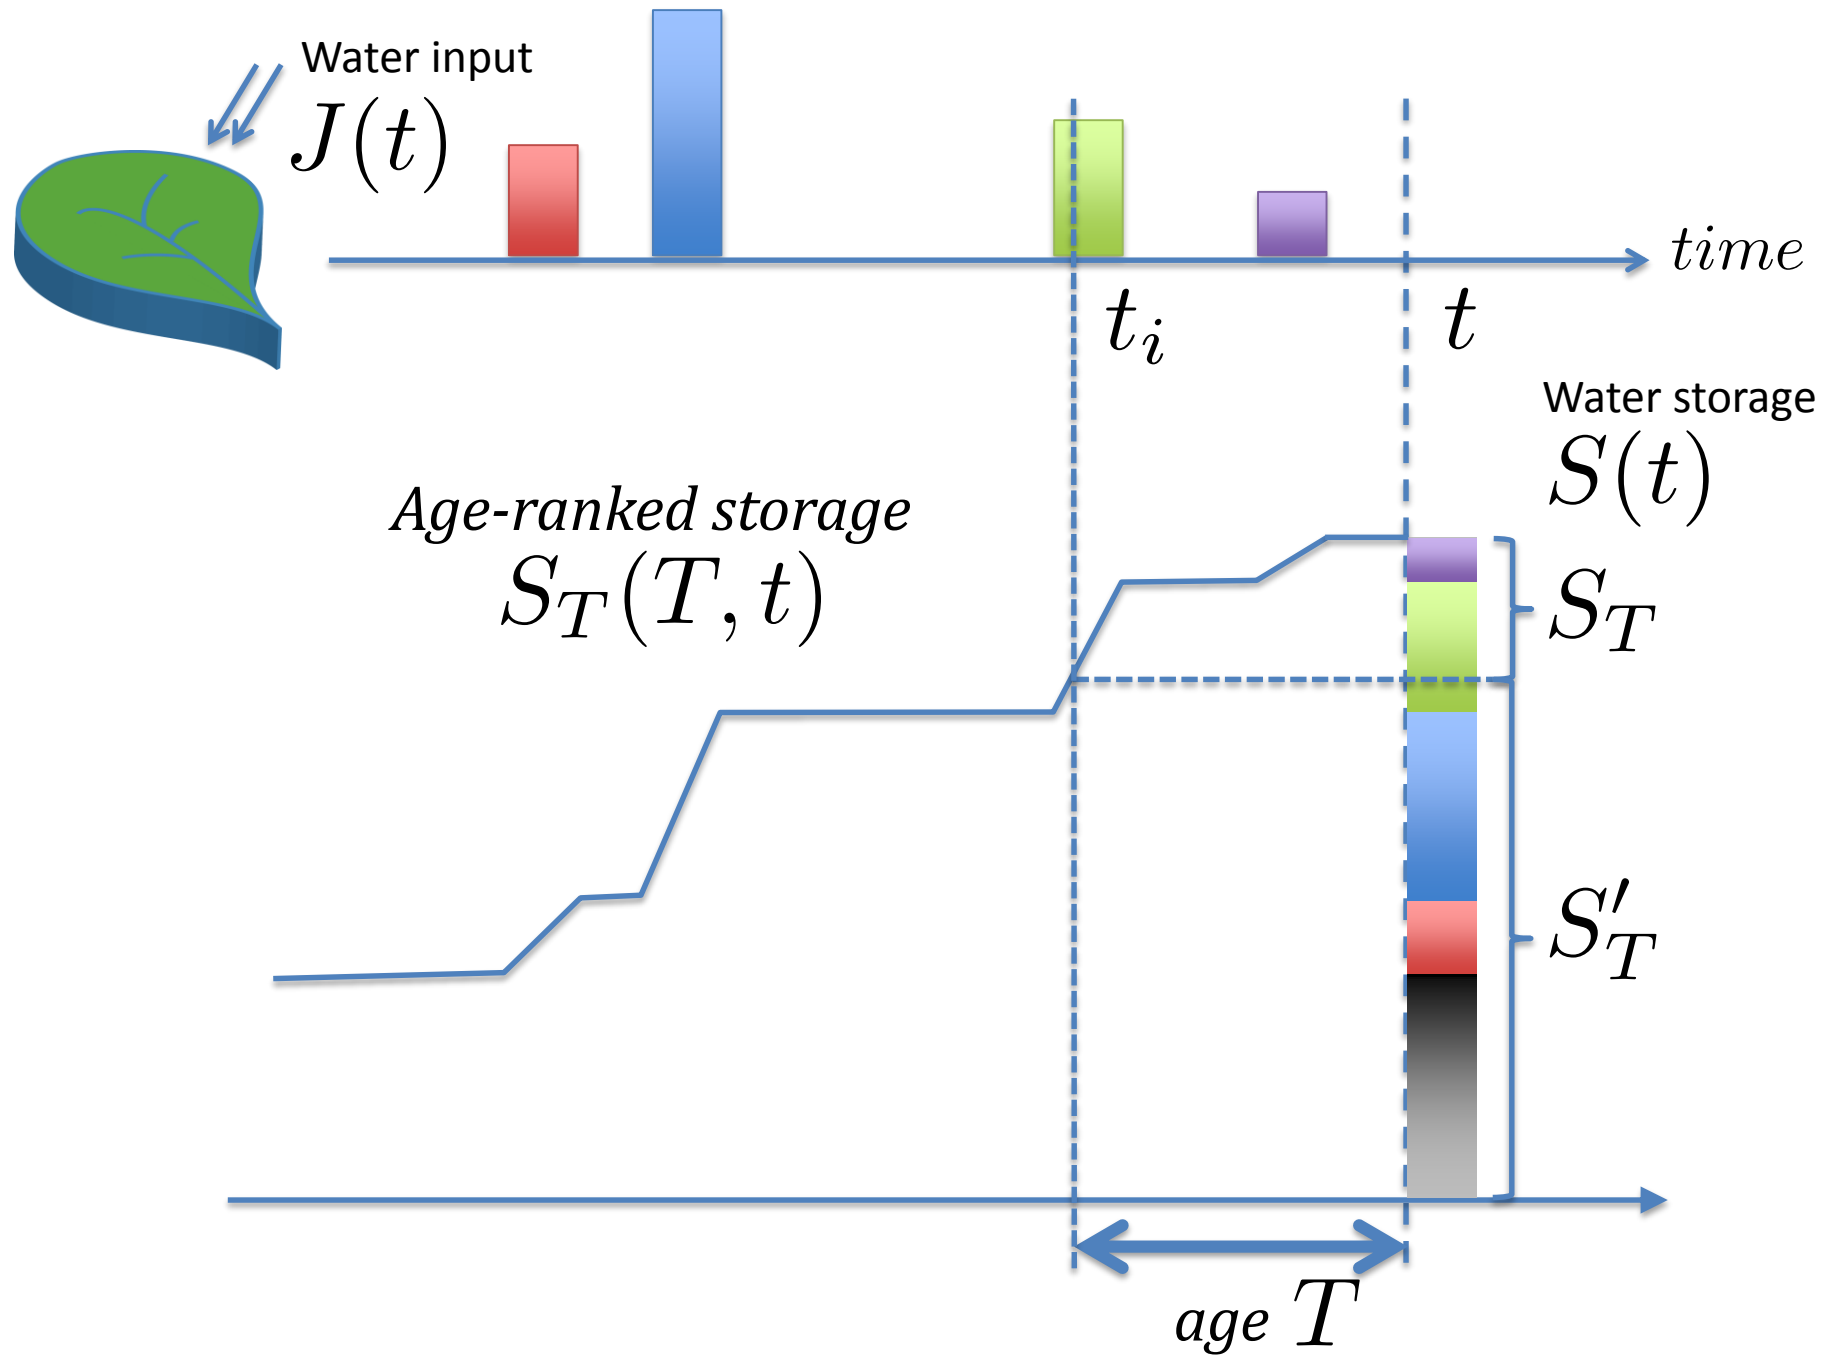 Water input
J(t)
time
t_i
t
Water storage
S(t)
Age-ranked storage
S_T(T, t)
S_T
S'_T
age T